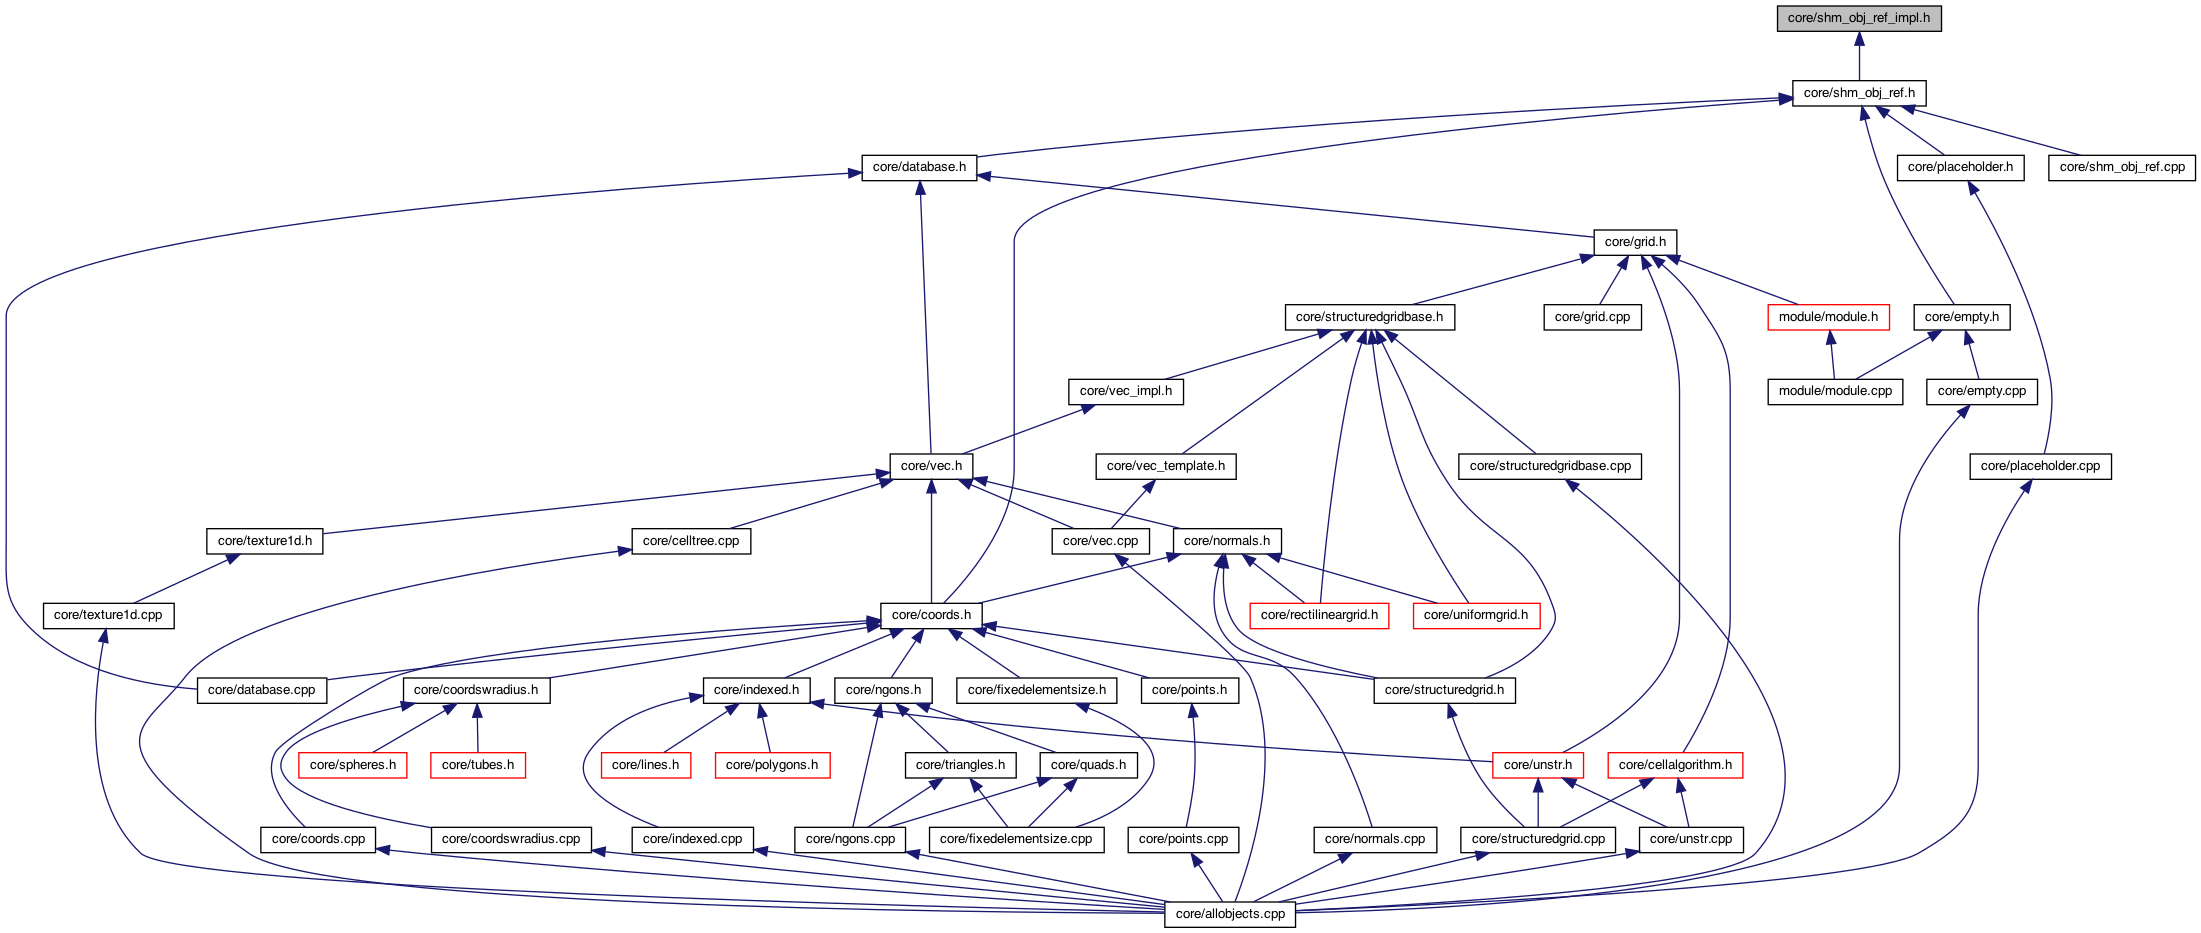 core/shm_obj_ref_impl.h
core/shm_obj_ref.h
core/database.h
core/placeholder.h
core/shm_obj_ref.cpp
core/grid.h
core/structuredgridbase.h
core/grid.cpp
module/module.h
core/empty.h
core/vec_impl.h
module/module.cpp
core/empty.cpp
core/vec.h
core/vec_template.h
core/structuredgridbase.cpp
core/placeholder.cpp
core/texture1d.h
core/celltree.cpp
core/vec.cpp
core/normals.h
core/texture1d.cpp
core/coords.h
core/rectilineargrid.h
core/uniformgrid.h
core/database.cpp
core/coordswradius.h
core/indexed.h
core/ngons.h
core/fixedelementsize.h
core/points.h
core/structuredgrid.h
core/spheres.h
core/tubes.h
core/lines.h
core/polygons.h
core/triangles.h
core/quads.h
core/unstr.h
core/cellalgorithm.h
core/coords.cpp
core/coordswradius.cpp
core/indexed.cpp
core/ngons.cpp
core/fixedelementsize.cpp
core/points.cpp
core/normals.cpp
core/structuredgrid.cpp
core/unstr.cpp
core/allobjects.cpp